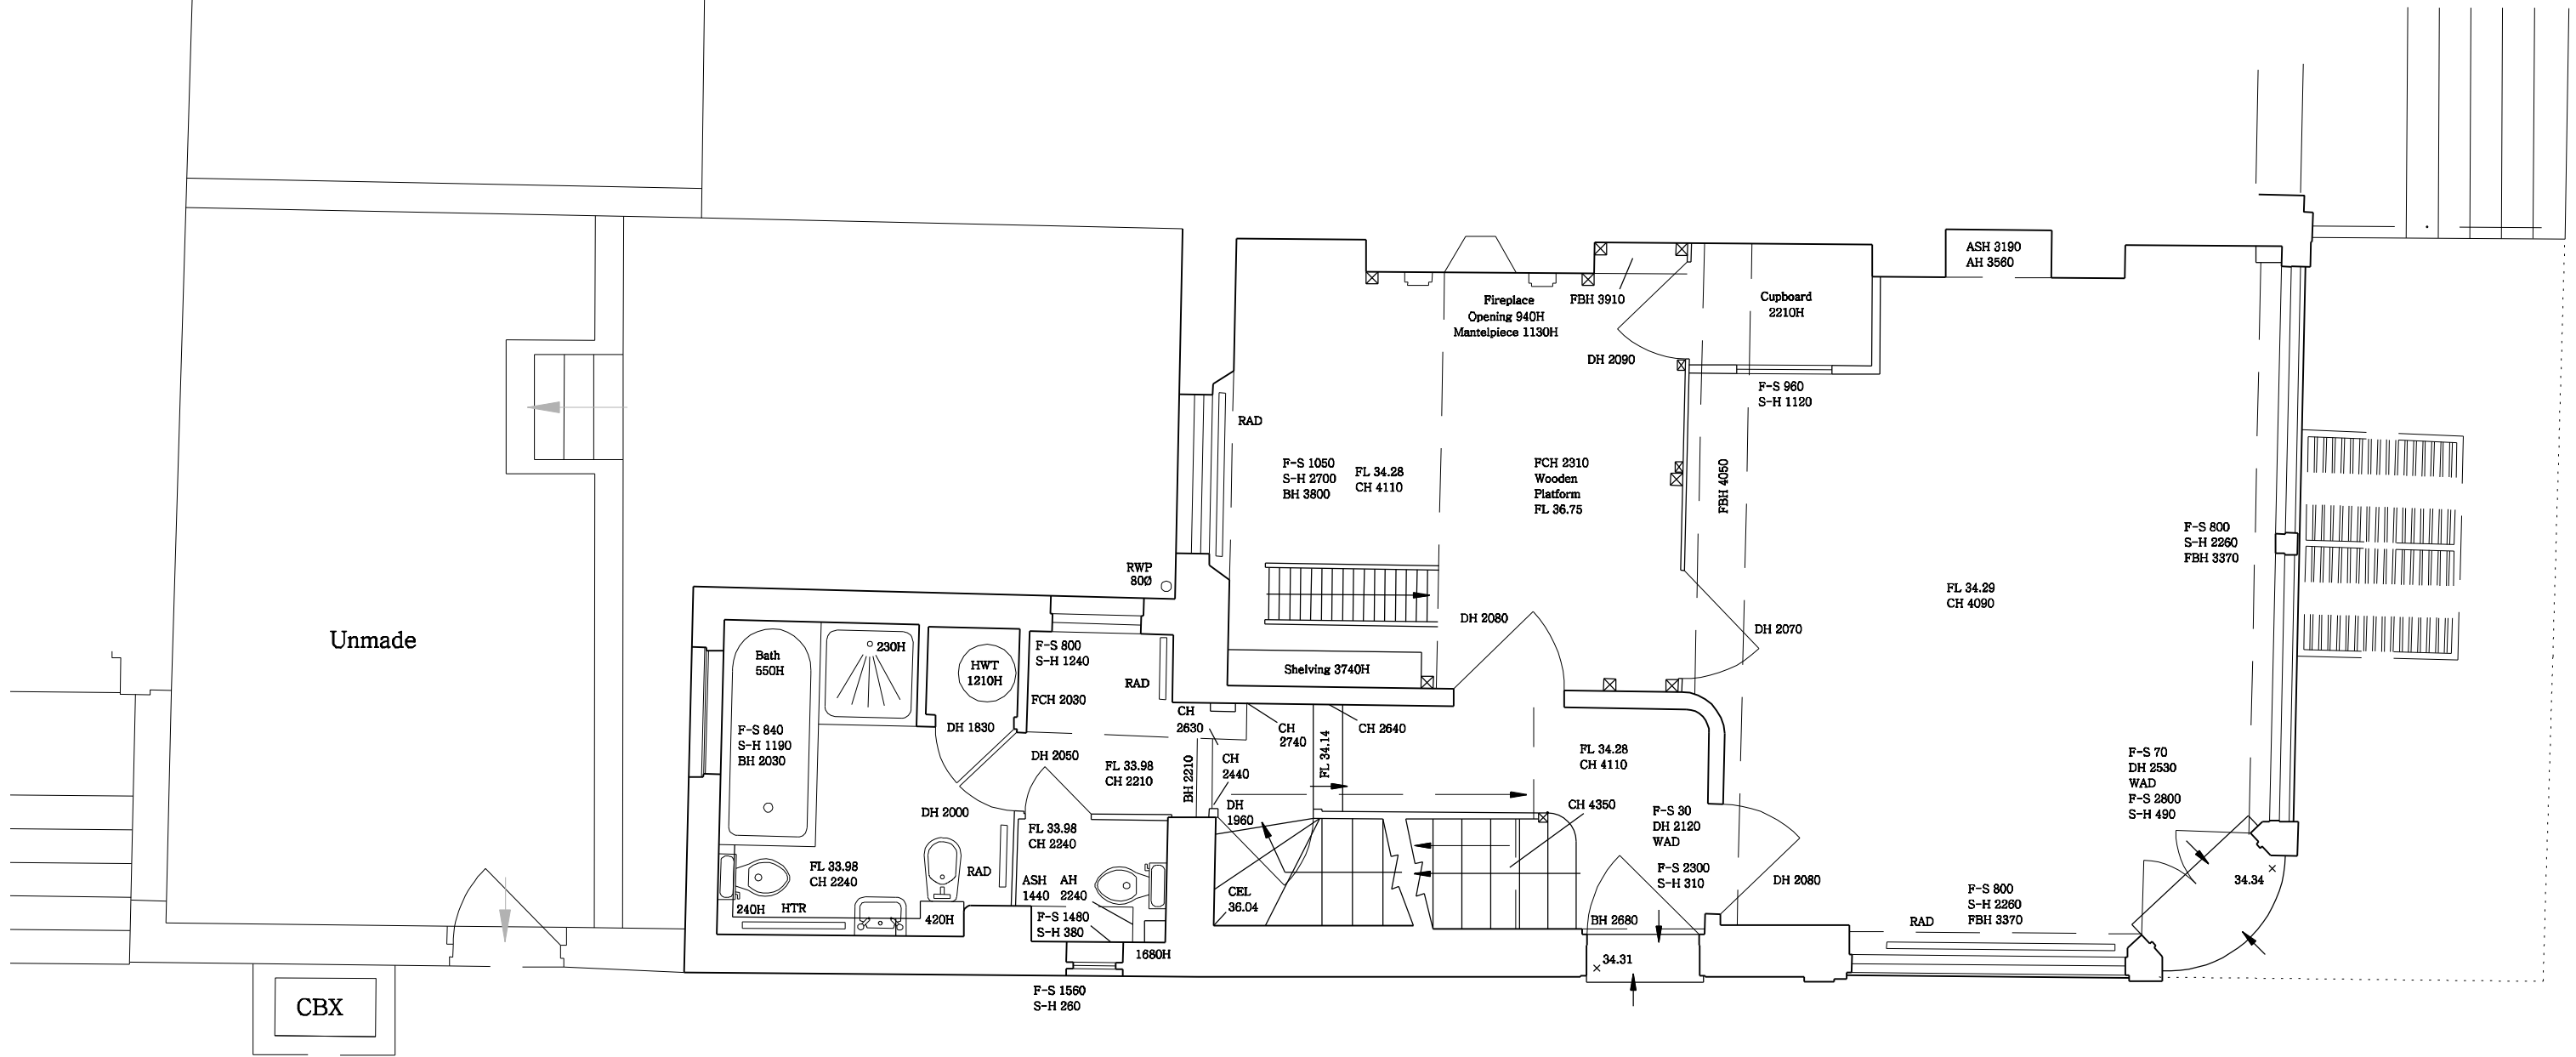 ASH 3190
AH 3560
Fireplace
Opening 940H
Mantelpiece 1130H
FBH 3910
Cupboard
2210H
DH 2090
F-S 960
S-H 1120
RAD
F-S 1050
S-H 2700
BH 3800
FL 34.28
CH 4110
FCH 2310
Wooden
Platform
FL 36.75
FBH 4050
F-S 800
S-H 2260
FBH 3370
FL 34.29
CH 4090
RWP
80Ø
Unmade
Bath
550H
230H
HWT
1210H
F-S 800
S-H 1240
RAD
FCH 2030
DH 2080
DH 2070
Shelving 3740H
F-S 840
S-H 1190
BH 2030
DH 1830
DH 2050
CH
2630
CH
2740
CH 2640
FL 34.14
FL 33.98
CH 2210
BH 2210
CH
2440
FL 34.28
CH 4110
F-S 70
DH 2530
WAD
F-S 2800
S-H 490
DH 2000
DH
1960
CH 4350
F-S 30
DH 2120
WAD
FL 33.98
CH 2240
FL 33.98
CH 2240
RAD
ASH
1440
AH
2240
CEL
36.04
F-S 2300
S-H 310
DH 2080
34.34
F-S 800
S-H 2260
FBH 3370
RAD
240H
HTR
420H
F-S 1480
S-H 380
BH 2680
1680H
34.31
F-S 1560
S-H 260
CBX